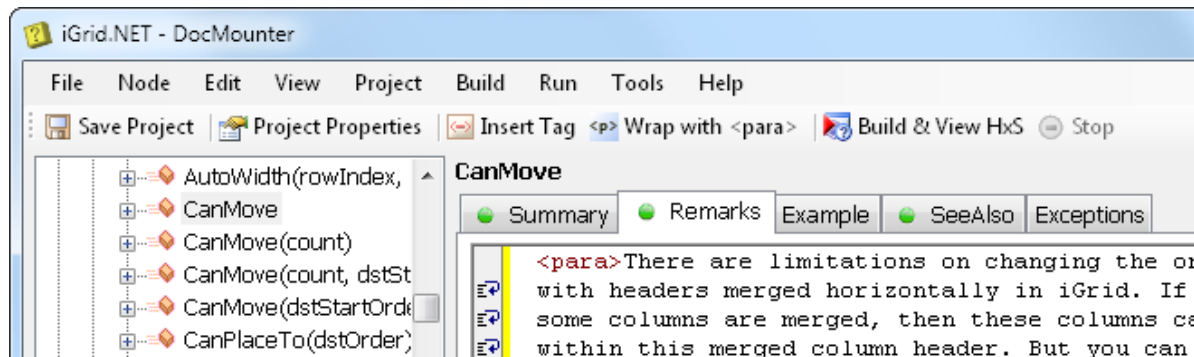 iGrid.NET - DocMounter
File Node Edit View Project Build Run Tools Help
Save Project Project Properties Insert Tag <p> Wrap with <para> Build & View HxS Stop
AutoWidth(rowIndex,
CanMove
CanMove(count)
CanMove(count, dstSt
CanMove(dstStartOrde
CanPlaceTo(dstOrder)
CanMove
Summary Remarks Example SeeAlso Exceptions
<para>There are limitations on changing the or
with headers merged horizontally in iGrid. If
some columns are merged, then these columns ca
within this merged column header. But you can